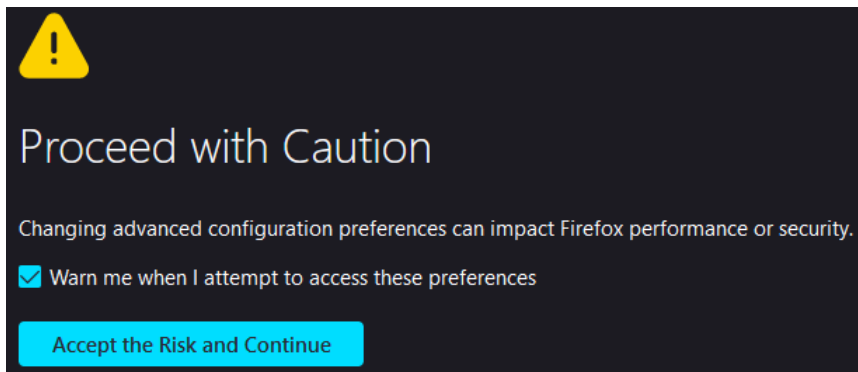 Proceed with Caution
Changing advanced configuration preferences can impact Firefox performance or security.
Warn me when I attempt to access these preferences
Accept the Risk and Continue